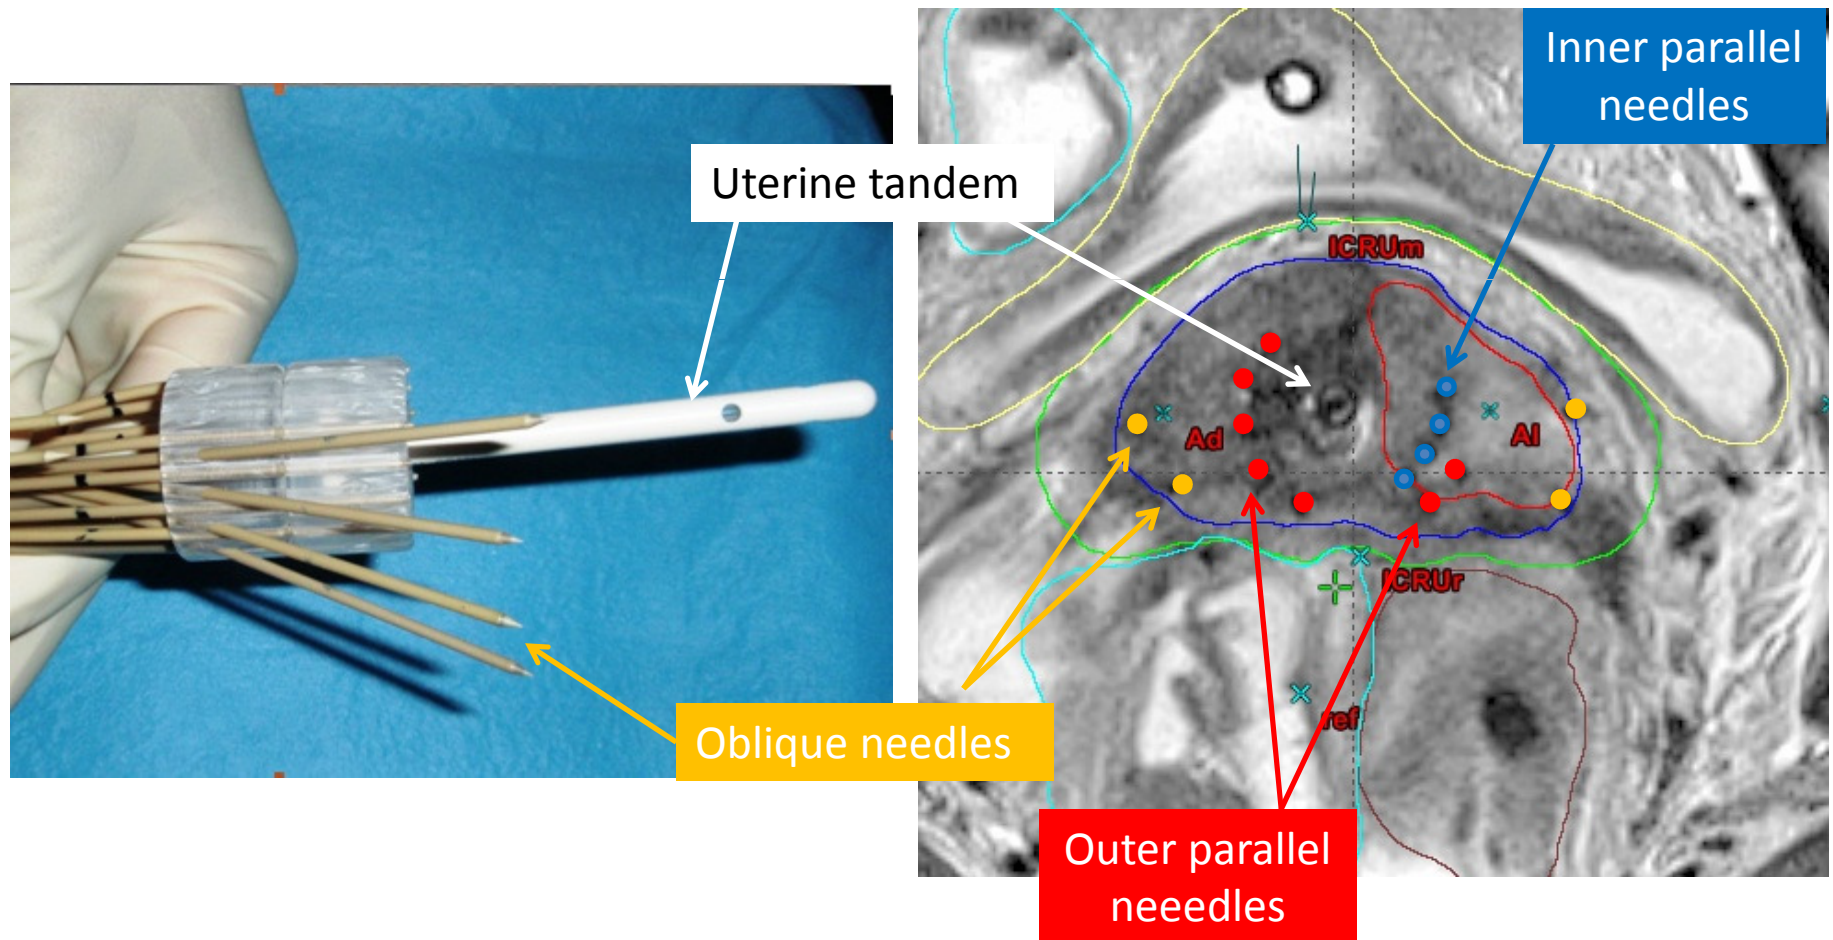 Inner parallel
needles
Uterine tandem
ICRUm
Ad
Al
ICRUr
ref
Oblique needles
Outer parallel
neeedles